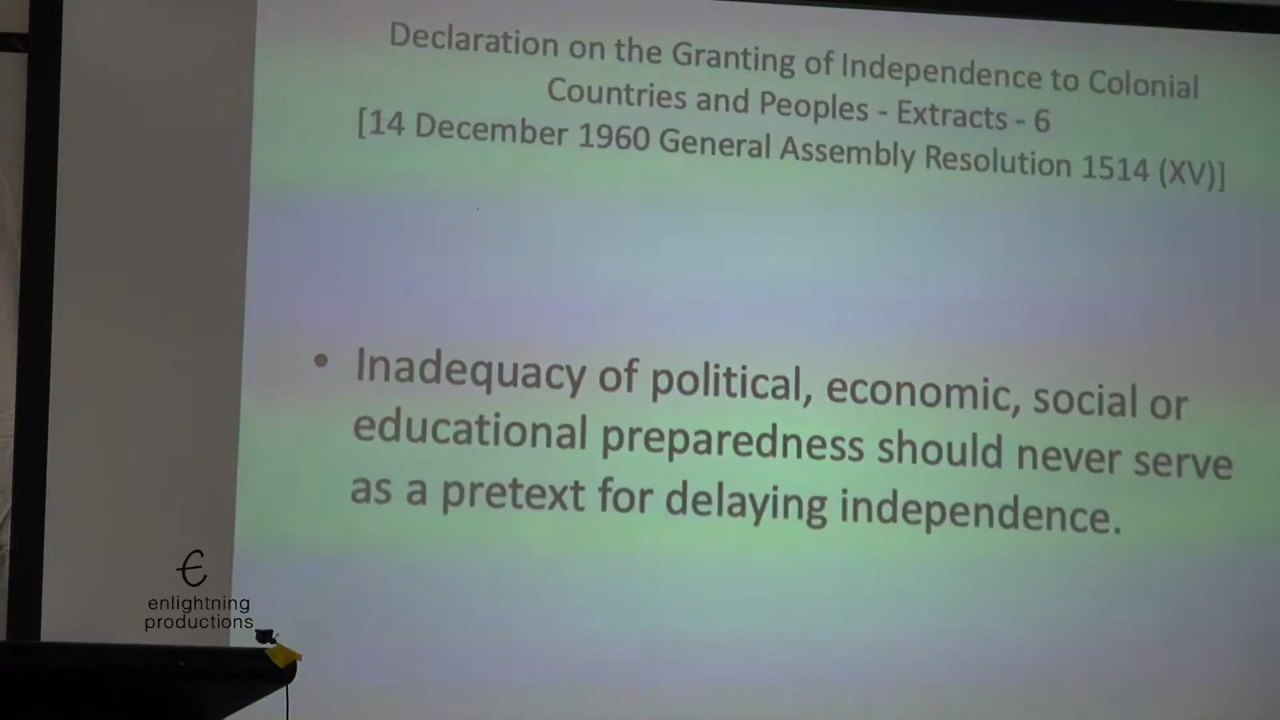 Declaration on the Granting of Independence to Colonial
Countries and Peoples - Extracts - 6
[14 December 1960 General Assembly Resolution 1514 (XV)]
• Inadequacy of political, economic, social or
educational preparedness should never serve
as a pretext for delaying independence.
enlightning
productions